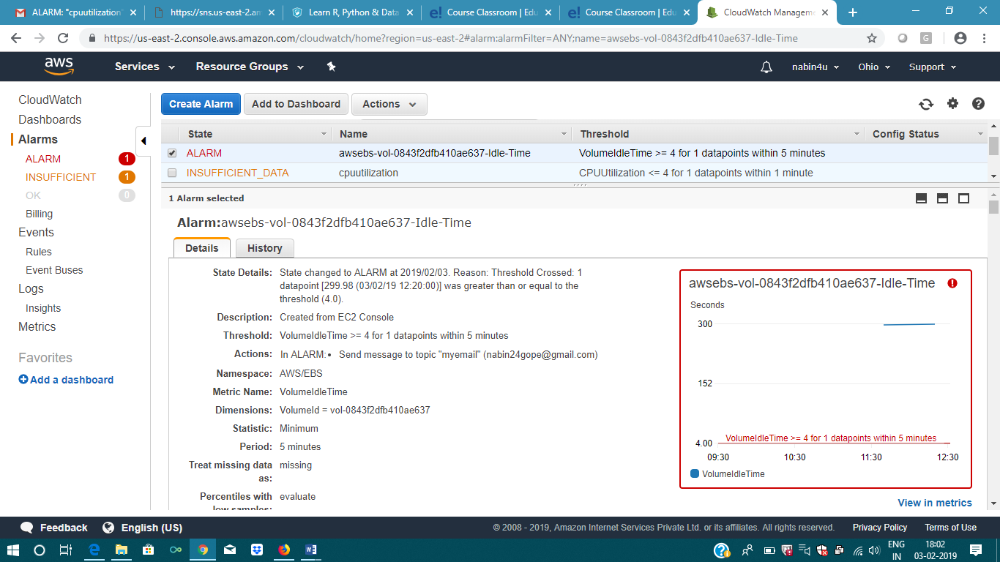 ALARM: "cpuutilization"
https://sns.us-east-2.am
Learn R, Python & Data
Course Classroom | Edu
Course Classroom | Edu
CloudWatch Manageme
https://us-east-2.console.aws.amazon.com/cloudwatch/home?region=us-east-2#alarm:alarmFilter=ANY;name=awsebs-vol-0843f2dfb410ae637-Idle-Time
aws
Services
Resource Groups
nabin4u
Ohio
Support
CloudWatch
Dashboards
Alarms
ALARM 1
INSUFFICIENT 1
OK 0
Billing
Events
Rules
Event Buses
Logs
Insights
Metrics
Favorites
Add a dashboard
Create Alarm
Add to Dashboard
Actions
State Name Threshold Config Status
ALARM awsebs-vol-0843f2dfb410ae637-Idle-Time VolumeIdleTime >= 4 for 1 datapoints within 5 minutes
INSUFFICIENT_DATA cpuutilization CPUUtilization <= 4 for 1 datapoints within 1 minute
1 Alarm selected
Alarm:awsebs-vol-0843f2dfb410ae637-Idle-Time
Details
History
State Details: State changed to ALARM at 2019/02/03. Reason: Threshold Crossed: 1
datapoint [299.98 (03/02/19 12:20:00)] was greater than or equal to the
threshold (4.0).
Description: Created from EC2 Console
Threshold: VolumeIdleTime >= 4 for 1 datapoints within 5 minutes
Actions: In ALARM: • Send message to topic "myemail" (nabin24gope@gmail.com)
Namespace: AWS/EBS
Metric Name: VolumeIdleTime
Dimensions: VolumeId = vol-0843f2dfb410ae637
Statistic: Minimum
Period: 5 minutes
Treat missing data missing
as:
Percentiles with evaluate
low samples:
awsebs-vol-0843f2dfb410ae637-Idle-Time
Seconds
300
152
4.00
VolumeIdleTime >= 4 for 1 datapoints within 5 minutes
09:30 10:30 11:30 12:30
VolumeIdleTime
View in metrics
Feedback
English (US)
© 2008 - 2019, Amazon Internet Services Private Ltd. or its affiliates. All rights reserved.
Privacy Policy
Terms of Use
ENG
IN
18:02
03-02-2019